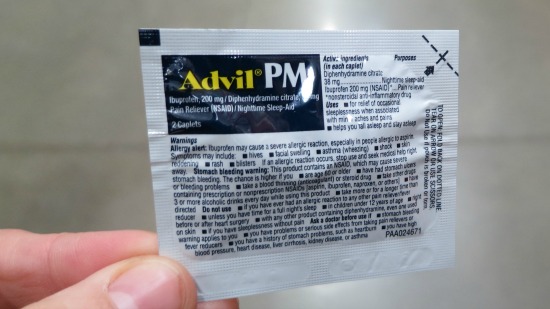 Advil® PM
Ibuprofen, 200 mg / Diphenhydramine citrate, mg
Pain Reliever (NSAID) / Nighttime Sleep-Aid
2 Caplets
Active ingredients Purposes
(in each caplet)
Diphenhydramine citrate
38 mg Nighttime sleep-aid
Ibuprofen 200 mg (NSAID)* Pain reliever
*nonsteroidal anti-inflammatory drug
Uses ■ for relief of occasional
sleeplessness when associated
with min aches and pains
■ helps you fall asleep and stay asleep
TO OPEN: FOLD BACK ON DOTTED LINE
Warnings
Allergy alert: Ibuprofen may cause a severe allergic reaction, especially in people allergic to aspirin.
Symptoms may include: ■ hives ■ facial swelling ■ asthma (wheezing) ■ shock ■ skin
reddening ■ rash ■ blisters If an allergic reaction occurs, stop use and seek medical help right
away. Stomach bleeding warning: This product contains an NSAID, which may cause severe
stomach bleeding. The chance is higher if you ■ are age 60 or older ■ have had stomach ulcers
or bleeding problems ■ take a blood thinning (anticoagulant) or steroid drug ■ take other drugs
containing prescription or nonprescription NSAIDs (aspirin, ibuprofen, naproxen, or others) ■ have
3 or more alcoholic drinks every day while using this product ■ take more or for a longer time than
directed Do not use ■ if you have ever had an allergic reaction to any other pain reliever/fever
reducer ■ unless you have time for a full night's sleep ■ in children under 12 years of age ■ right
before or after heart surgery ■ with any other product containing diphenhydramine, even one used
on skin ■ if you have sleeplessness without pain Ask a doctor before use if ■ stomach bleeding
warning applies to you ■ you have problems or serious side effects from taking pain relievers or
fever reducers ■ you have a history of stomach problems, such as heartburn ■ you have high
blood pressure, heart disease, liver cirrhosis, kidney disease, or asthma
PAA024671